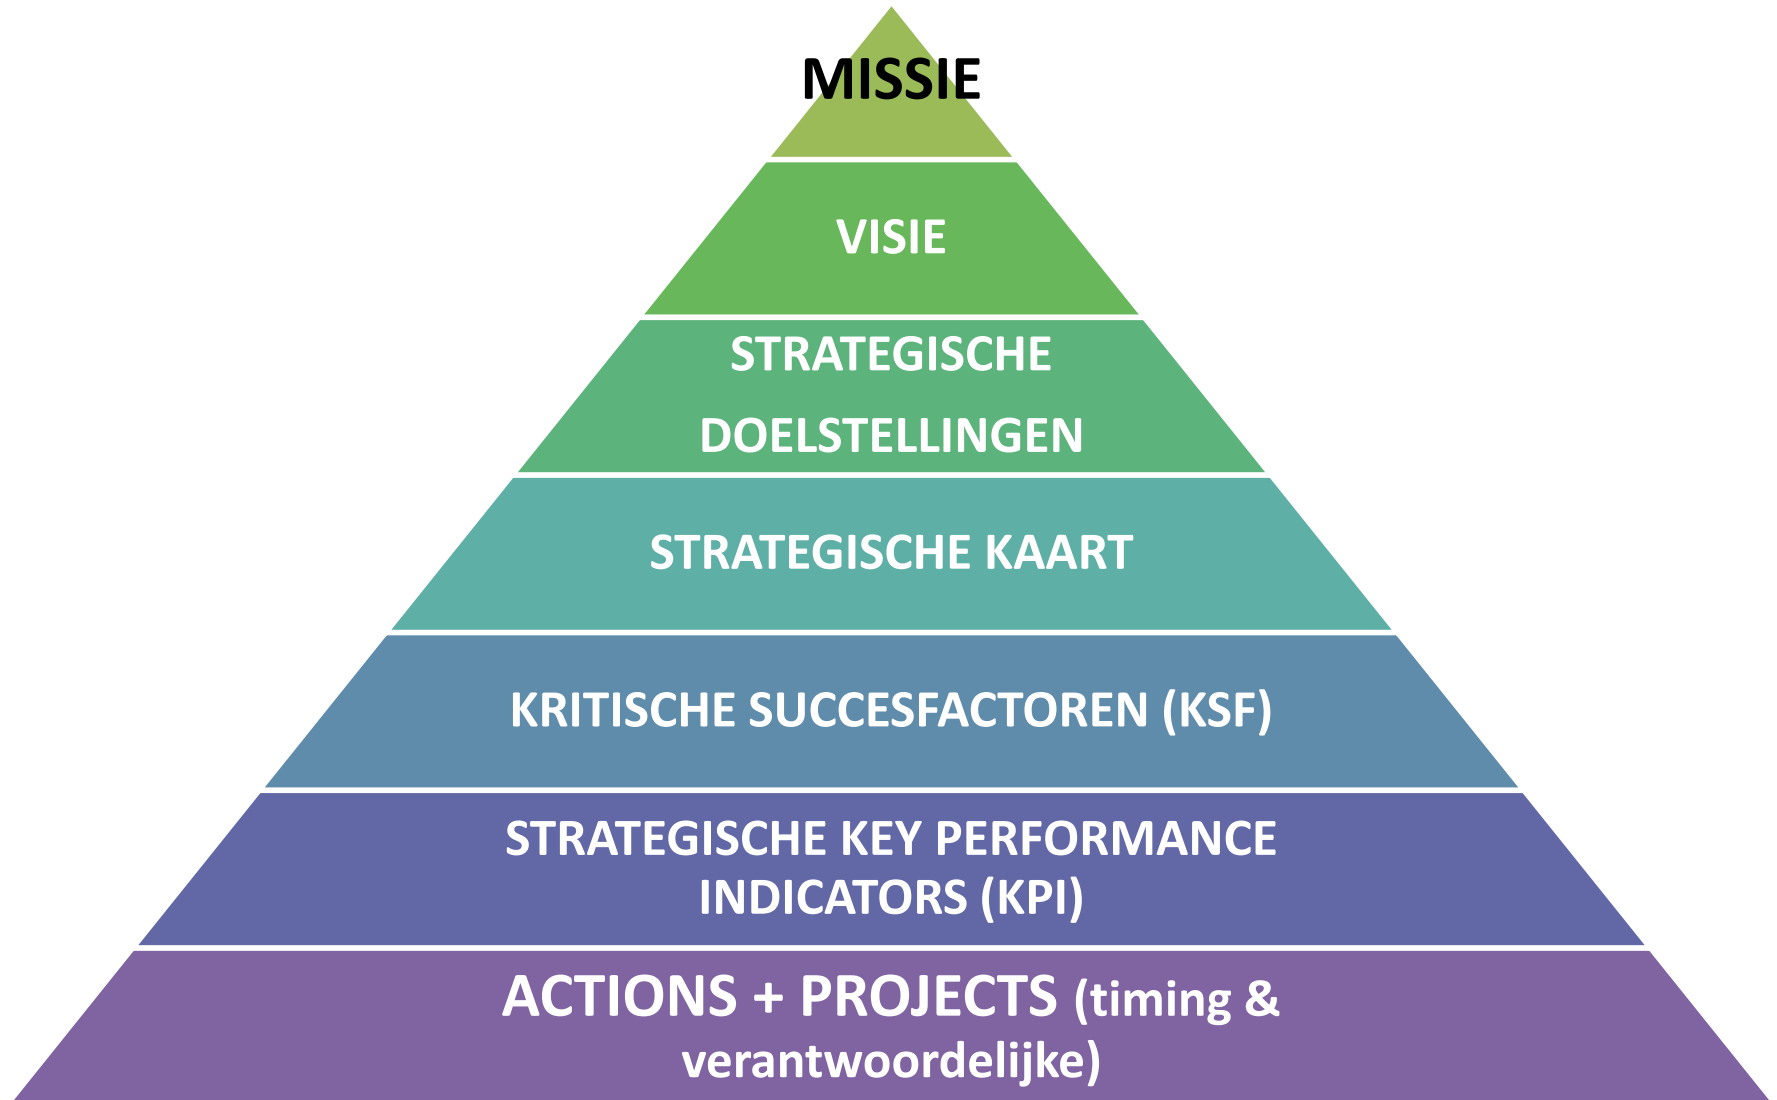 MISSIE
VISIE
STRATEGISCHE
DOELSTELLINGEN
STRATEGISCHE KAART
KRITISCHE SUCCESFACTOREN (KSF)
STRATEGISCHE KEY PERFORMANCE
INDICATORS (KPI)
ACTIONS + PROJECTS (timing &
verantwoordelijke)